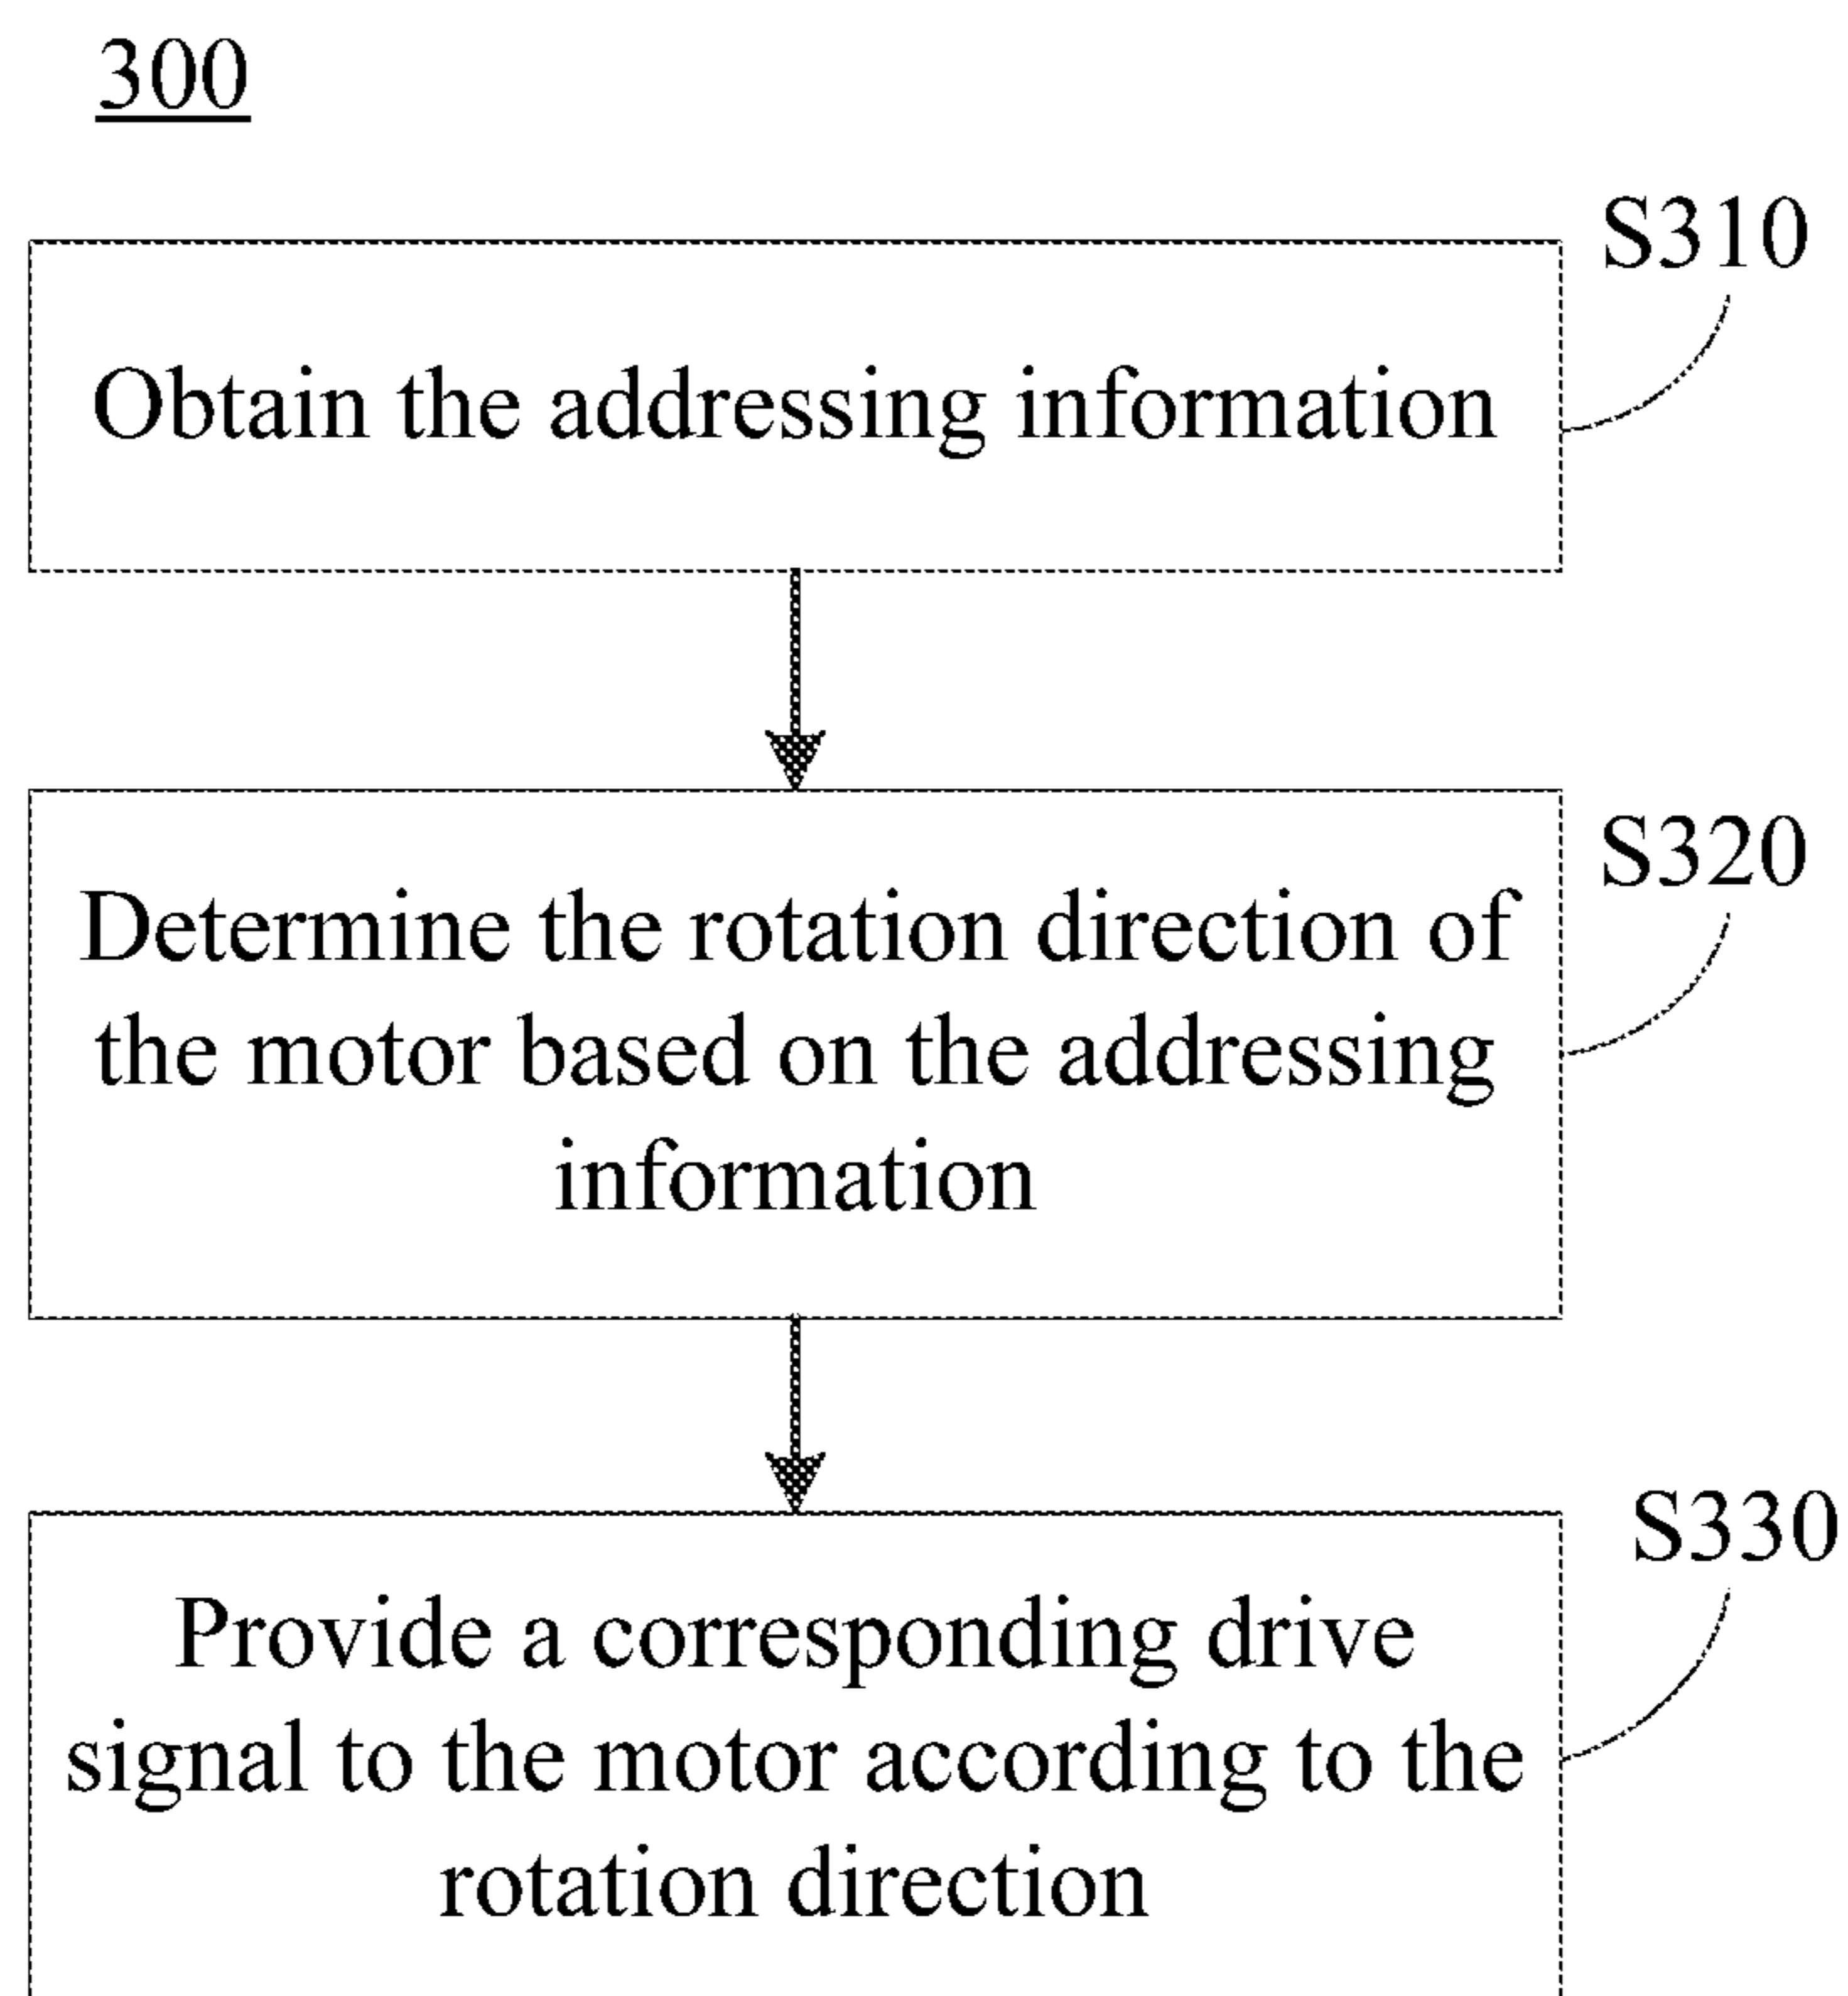 300
S310
Obtain the addressing information
S320
Determine the rotation direction of
the motor based on the addressing
information
S330
Provide a corresponding drive
signal to the motor according to the
rotation direction